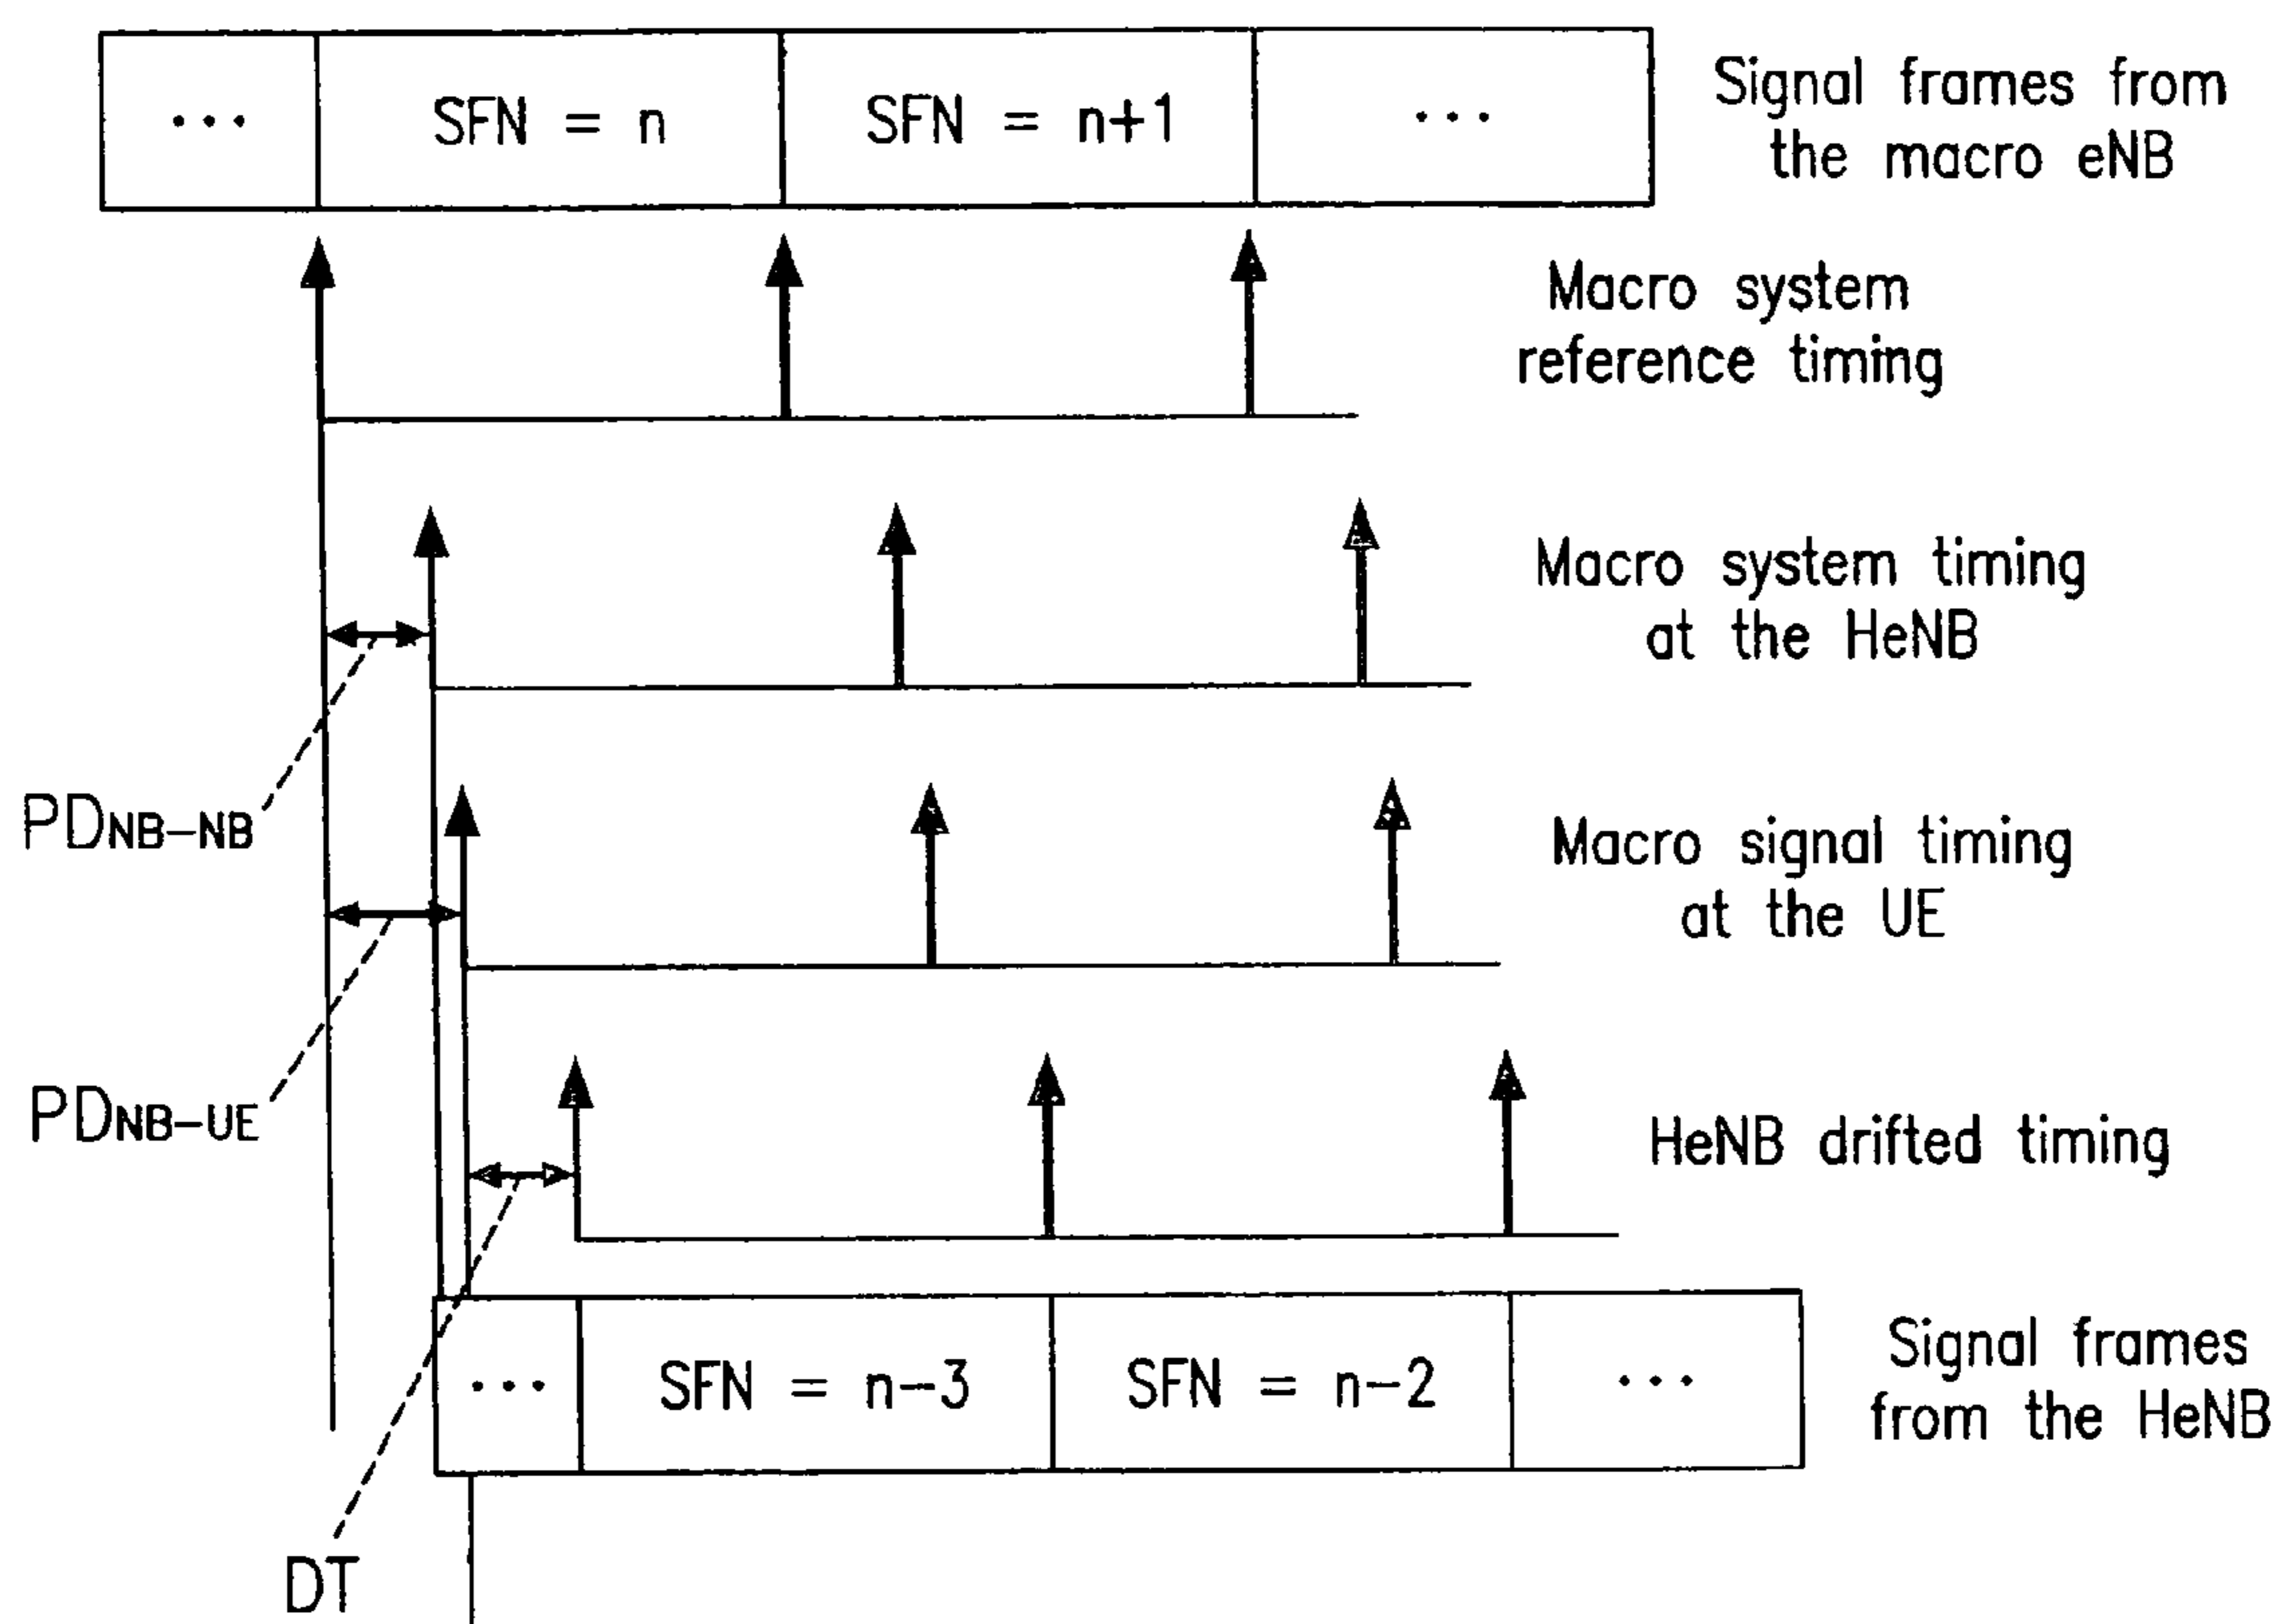 ... SFN = n SFN = n+1 ...
Signal frames from
the macro eNB
Macro system
reference timing
Macro system timing
at the HeNB
PDNB-NB
Macro signal timing
at the UE
PDNB-UE
HeNB drifted timing
... SFN = n-3 SFN = n-2 ...
Signal frames
from the HeNB
DT